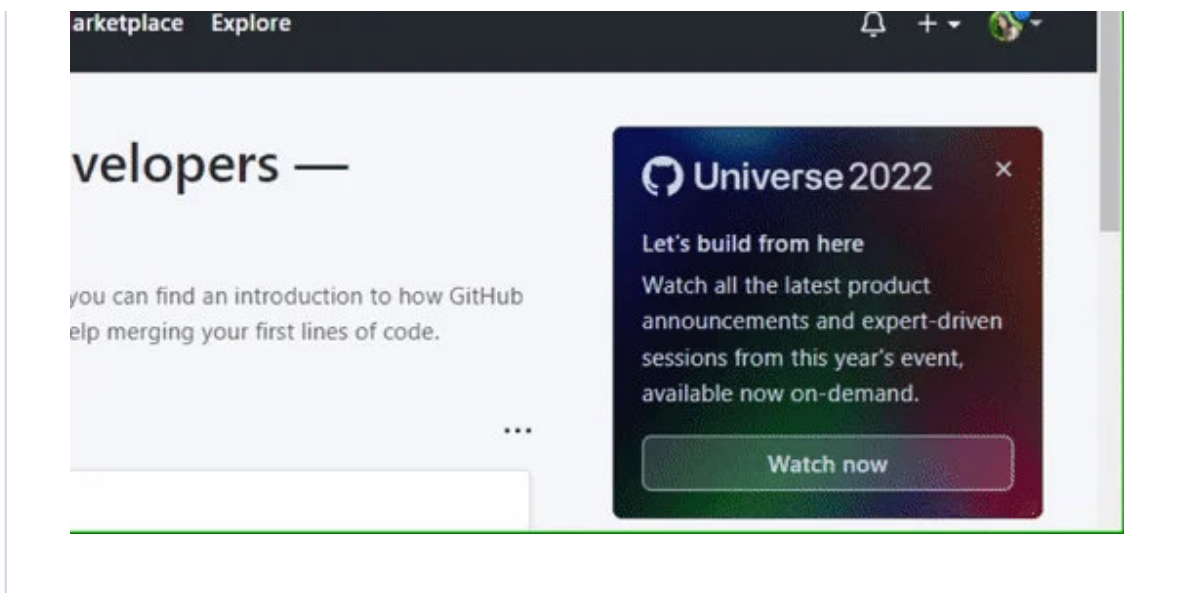 arketplace Explore
velopers —
you can find an introduction to how GitHub
elp merging your first lines of code.
...
Universe 2022
Let's build from here
Watch all the latest product
announcements and expert-driven
sessions from this year's event,
available now on-demand.
Watch now